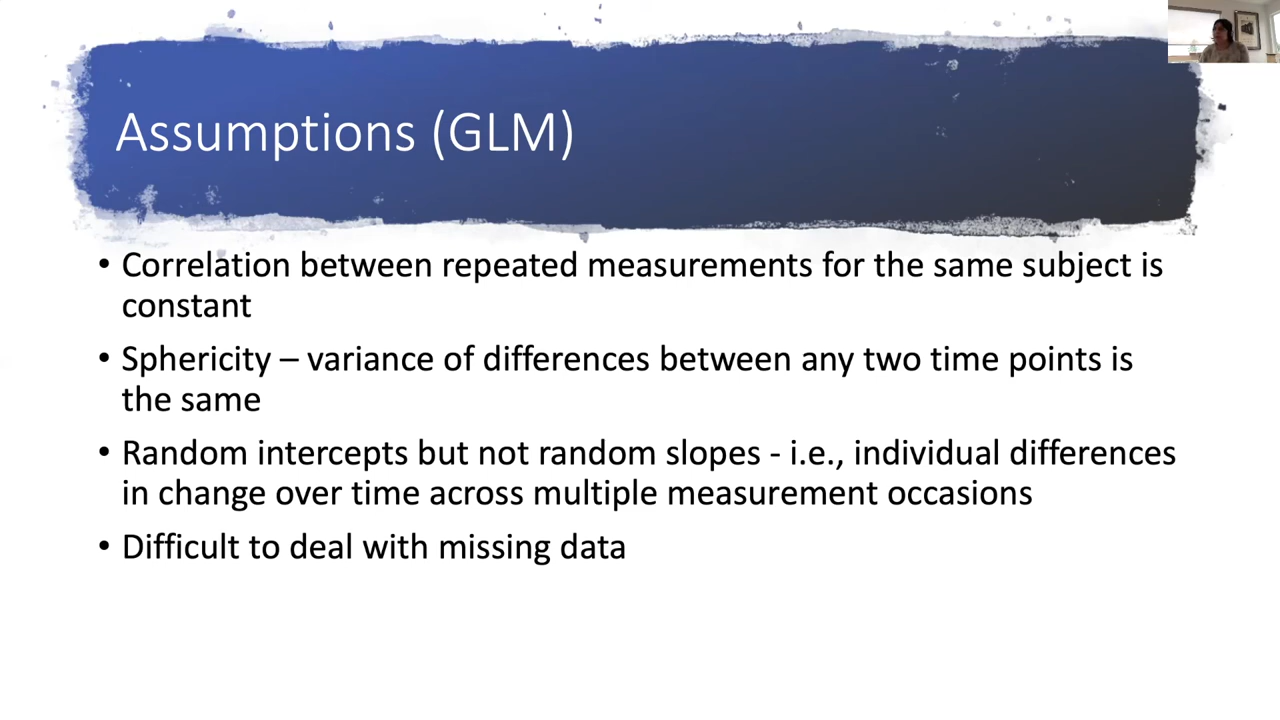 Assumptions (GLM)
• Correlation between repeated measurements for the same subject is
constant
• Sphericity – variance of differences between any two time points is
the same
• Random intercepts but not random slopes - i.e., individual differences
in change over time across multiple measurement occasions
• Difficult to deal with missing data